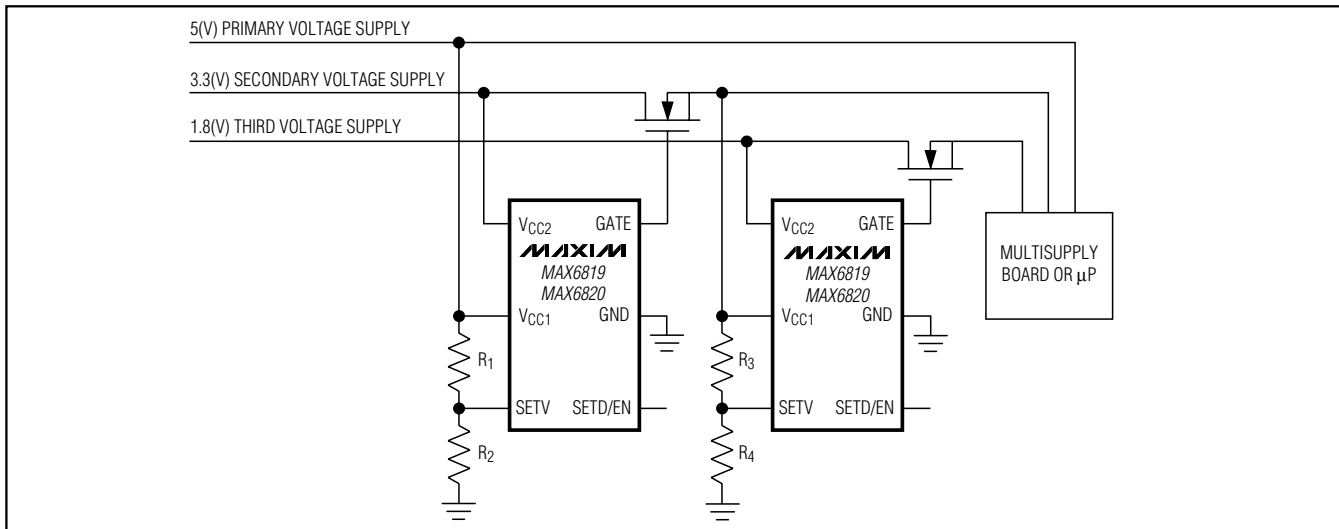 5(V) PRIMARY VOLTAGE SUPPLY
3.3(V) SECONDARY VOLTAGE SUPPLY
1.8(V) THIRD VOLTAGE SUPPLY
VCC2 GATE
MAXIM
MAX6819
MAX6820
VCC1 GND
R1
SETV SETD/EN
R2
VCC2 GATE
MAXIM
MAX6819
MAX6820
VCC1 GND
R3
SETV SETD/EN
R4
MULTISUPPLY
BOARD OR µP